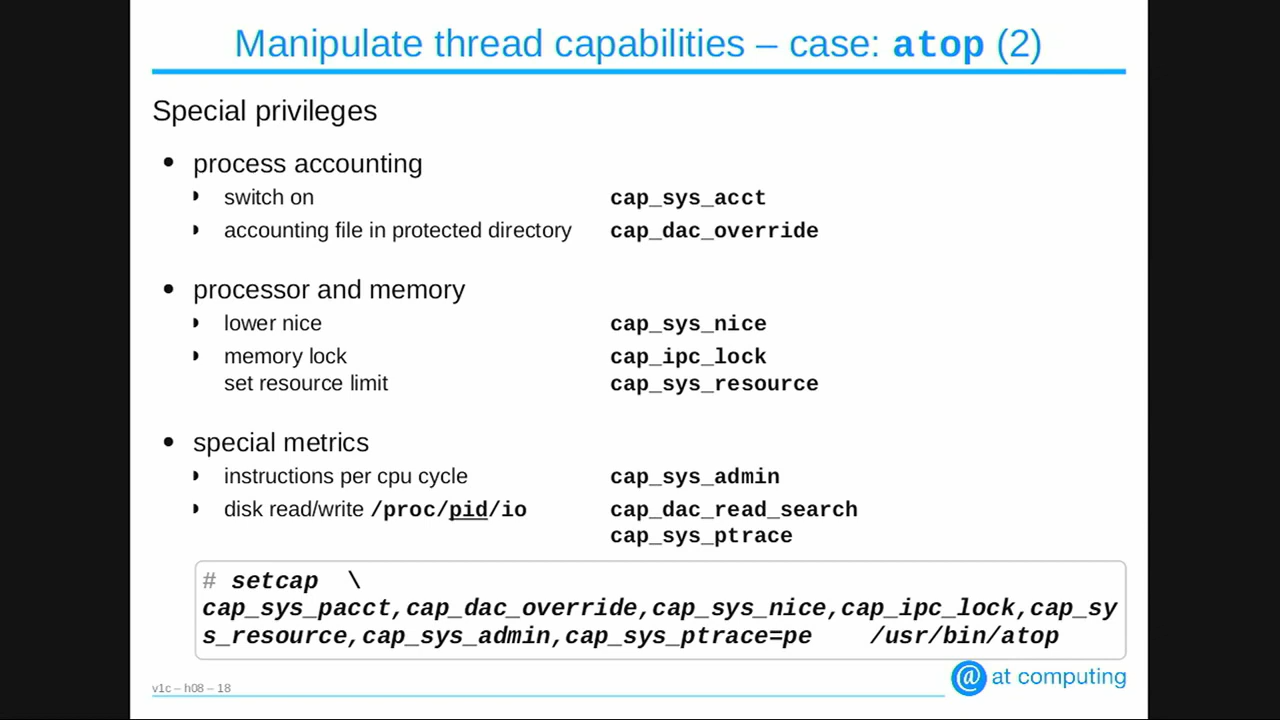 Manipulate thread capabilities – case: atop (2)
Special privileges
• process accounting
switch on cap_sys_acct
accounting file in protected directory cap_dac_override
• processor and memory
lower nice cap_sys_nice
memory lock cap_ipc_lock
set resource limit cap_sys_resource
• special metrics
instructions per cpu cycle cap_sys_admin
disk read/write /proc/pid/io cap_dac_read_search
cap_sys_ptrace
# setcap \
cap_sys_pacct,cap_dac_override,cap_sys_nice,cap_ipc_lock,cap_sy
s_resource,cap_sys_admin,cap_sys_ptrace=pe /usr/bin/atop
v1c – h08 – 18
@ at computing